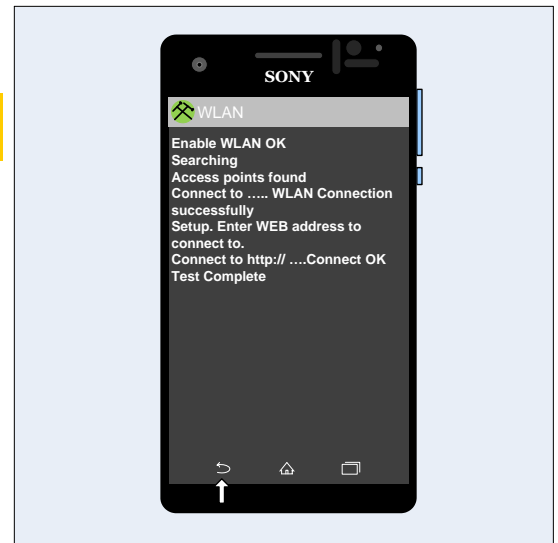 SONY
WLAN
Enable WLAN OK
Searching
Access points found
Connect to ..... WLAN Connection
successfully
Setup. Enter WEB address to
connect to.
Connect to http:// ....Connect OK
Test Complete